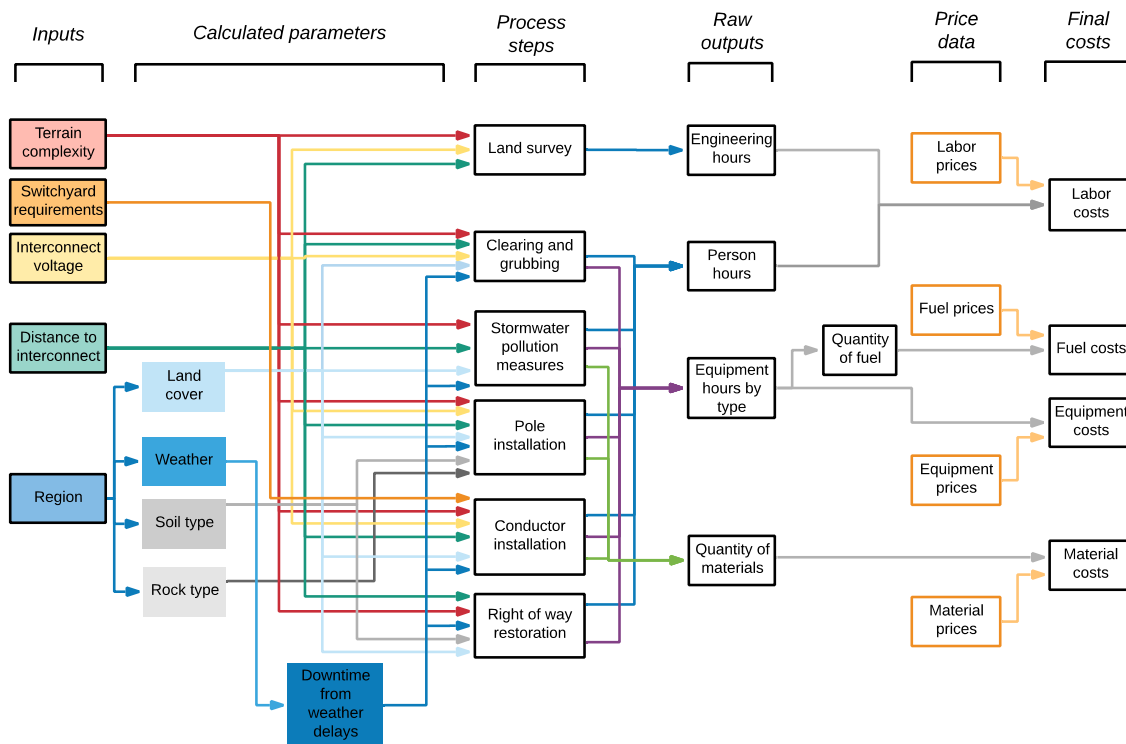 Inputs
Calculated parameters
Process
steps
Raw
outputs
Price
data
Final
costs
Terrain
complexity
Switchyard
requirements
Interconnect
voltage
Distance to
interconnect
Region
Land
cover
Weather
Soil type
Rock type
Downtime
from
weather
delays
Land survey
Clearing and
grubbing
Stormwater
pollution
measures
Pole
installation
Conductor
installation
Right of way
restoration
Engineering
hours
Person
hours
Equipment
hours by
type
Quantity of
materials
Quantity
of fuel
Labor
prices
Fuel prices
Equipment
prices
Material
prices
Labor
costs
Fuel costs
Equipment
costs
Material
costs